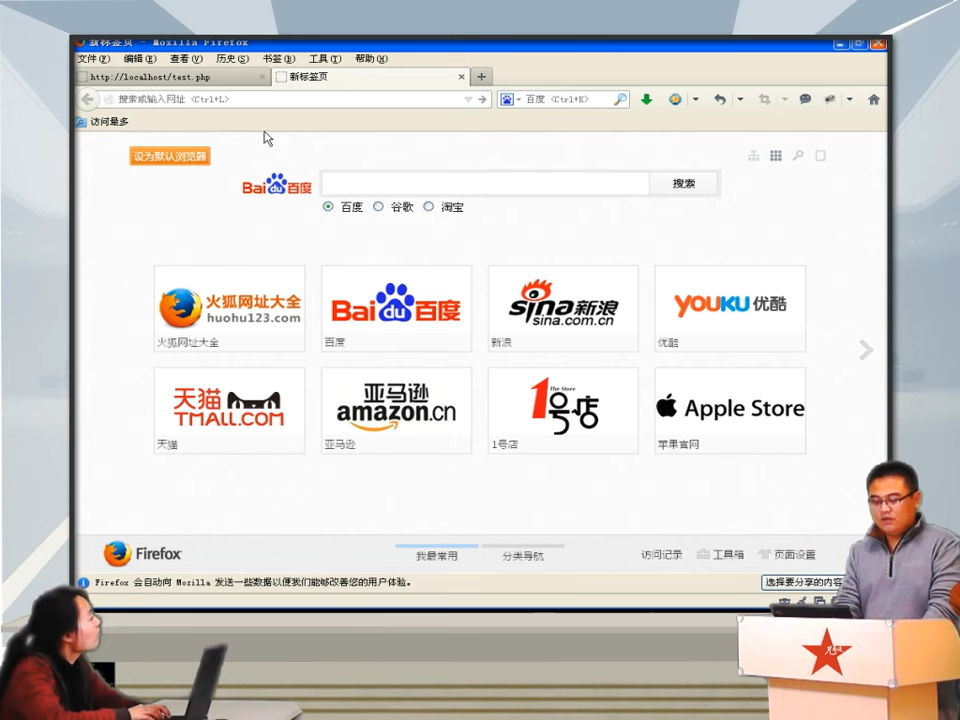 新标签页 - Mozilla Firefox
文件(F) 编辑(E) 查看(V) 历史(S) 书签(B) 工具(T) 帮助(H)
http://localhost/test.php 新标签页
搜索或输入网址 <Ctrl+L> 百度 <Ctrl+K>
访问最多
设为默认浏览器
Bai du 百度 搜索
百度 谷歌 淘宝
火狐网址大全
huohu123.com
火狐网址大全
Bai du 百度
百度
sina新浪
sina.com.cn
新浪
YOUKU 优酷
优酷
天猫
TMALL.COM
天猫
亚马逊
amazon.cn
亚马逊
The Store
1号店
1号店
Apple Store
苹果官网
Firefox 我最常用 分类导航 访问记录 工具箱 页面设置
Firefox 会自动向 Mozilla 发送一些数据以便我们能够改善您的用户体验。 选择要分享的内容